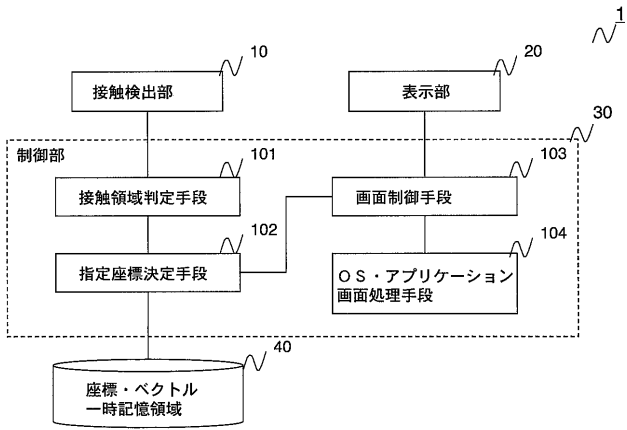 1
10
20
接触検出部
表示部
30
制御部
101
103
接触領域判定手段
画面制御手段
102
104
指定座標決定手段
ＯＳ・アプリケーション
画面処理手段
40
座標・ベクトル
一時記憶領域